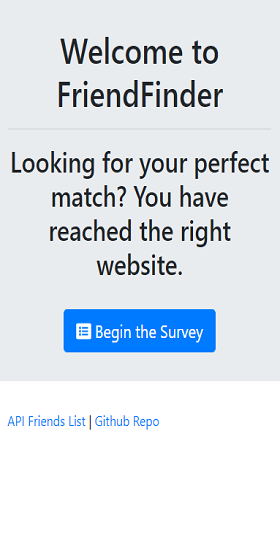 Welcome to
FriendFinder
Looking for your perfect
match? You have
reached the right
website.
Begin the Survey
API Friends List | Github Repo